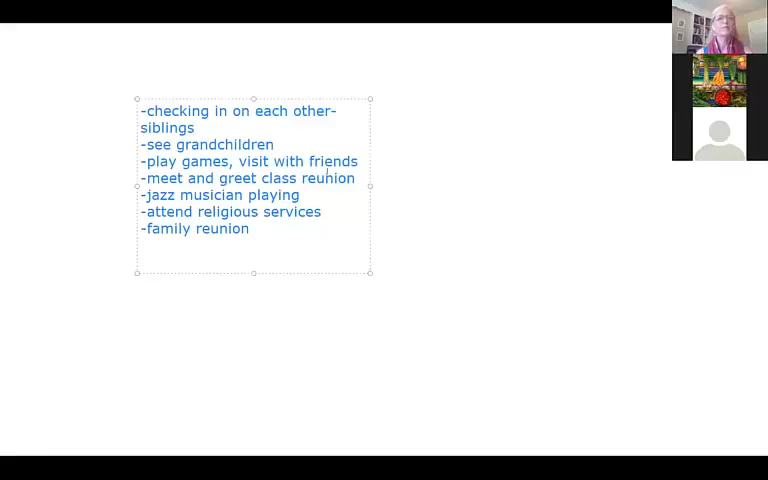 -checking in on each other-
siblings
-see grandchildren
-play games, visit with friends
-meet and greet class reunion
-jazz musician playing
-attend religious services
-family reunion